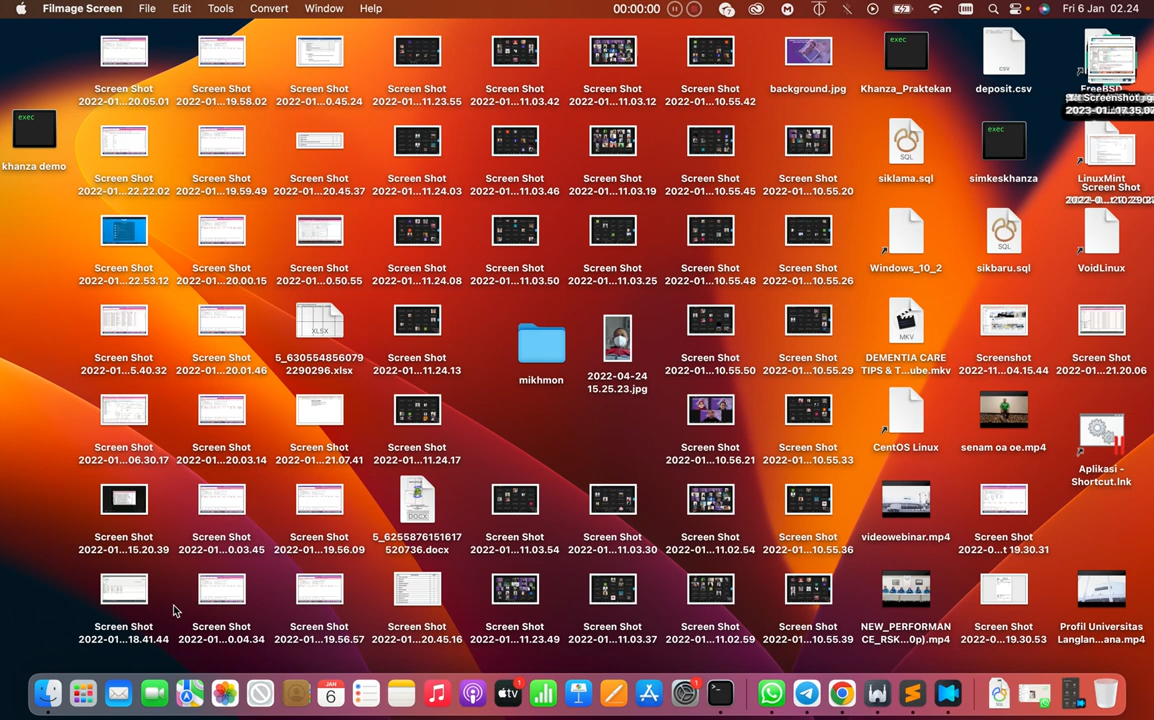 Filmage Screen File Edit Tools Convert Window Help 00:00:00 Fri 6 Jan 02.24
Screen Shot
2022-01...20.05.01
Screen Shot
2022-01...19.58.02
Screen Shot
2022-01...0.45.24
Screen Shot
2022-01...11.23.55
Screen Shot
2022-01...11.03.42
Screen Shot
2022-01...11.03.12
Screen Shot
2022-01...10.55.42
background.jpg
exec
Khanza_Praktekan
csv
deposit.csv
FreeBSD
exec
khanza demo
Screen Shot
2022-01...22.22.02
Screen Shot
2022-01...19.59.49
Screen Shot
2022-01...20.45.37
Screen Shot
2022-01...11.24.03
Screen Shot
2022-01...11.03.46
Screen Shot
2022-01...11.03.19
Screen Shot
2022-01...10.55.45
Screen Shot
2022-01...10.55.20
SQL
siklama.sql
exec
simkeskhanza
LinuxMint
Screen Shot
Screen Shot
2022-01...22.53.12
Screen Shot
2022-01...20.00.15
Screen Shot
2022-01...0.50.55
Screen Shot
2022-01...11.24.08
Screen Shot
2022-01...11.03.50
Screen Shot
2022-01...11.03.25
Screen Shot
2022-01...10.55.48
Screen Shot
2022-01...10.55.26
Windows_10_2
SQL
sikbaru.sql
VoidLinux
Screen Shot
2022-01...5.40.32
Screen Shot
2022-01...20.01.46
XLSX
5_630554856079
2290296.xlsx
Screen Shot
2022-01...11.24.13
mikhmon
2022-04-24
15.25.23.jpg
Screen Shot
2022-01...10.55.50
Screen Shot
2022-01...10.55.29
MKV
DEMENTIA CARE
TIPS & T...ube.mkv
Screenshot
2022-11...04.15.44
Screen Shot
2022-01...21.20.06
Screen Shot
2022-01...06.30.17
Screen Shot
2022-01...20.03.14
Screen Shot
2022-01...21.07.41
Screen Shot
2022-01...11.24.17
Screen Shot
2022-01...10.56.21
Screen Shot
2022-01...10.55.33
CentOS Linux
senam oa oe.mp4
Aplikasi -
Shortcut.lnk
Screen Shot
2022-01...15.20.39
Screen Shot
2022-01...0.03.45
Screen Shot
2022-01...19.56.09
DOCX
5_6255876151617
520736.docx
Screen Shot
2022-01...11.03.54
Screen Shot
2022-01...11.03.30
Screen Shot
2022-01...11.02.54
Screen Shot
2022-01...10.55.36
videowebinar.mp4
Screen Shot
2022-0...t 19.30.31
Screen Shot
2022-01...18.41.44
Screen Shot
2022-01...0.04.34
Screen Shot
2022-01...19.56.57
Screen Shot
2022-01...20.45.16
Screen Shot
2022-01...11.23.49
Screen Shot
2022-01...11.03.37
Screen Shot
2022-01...11.02.59
Screen Shot
2022-01...10.55.39
NEW_PERFORMAN
CE_RSK...0p).mp4
Screen Shot
2022-0...19.30.53
Profil Universitas
Langlan...ana.mp4
JAN
6
tv
1
1
SQL